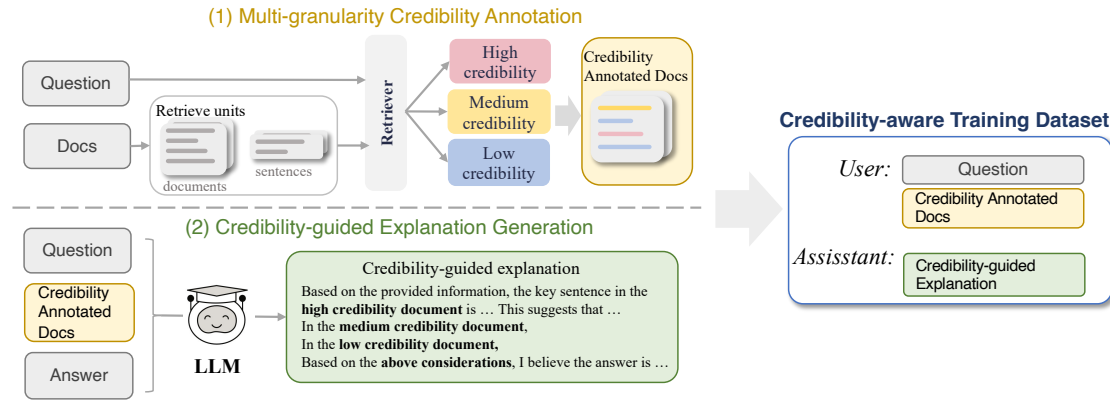 (1) Multi-granularity Credibility Annotation
Question
Docs
Retrieve units
documents
sentences
Retriever
High
credibility
Medium
credibility
Low
credibility
Credibility
Annotated Docs
(2) Credibility-guided Explanation Generation
Question
Credibility
Annotated
Docs
Answer
LLM
Credibility-guided explanation
Based on the provided information, the key sentence in the
high credibility document is … This suggests that …
In the medium credibility document,
In the low credibility document,
Based on the above considerations, I believe the answer is …
Credibility-aware Training Dataset
User:
Question
Credibility Annotated
Docs
Assisstant:
Credibility-guided
Explanation